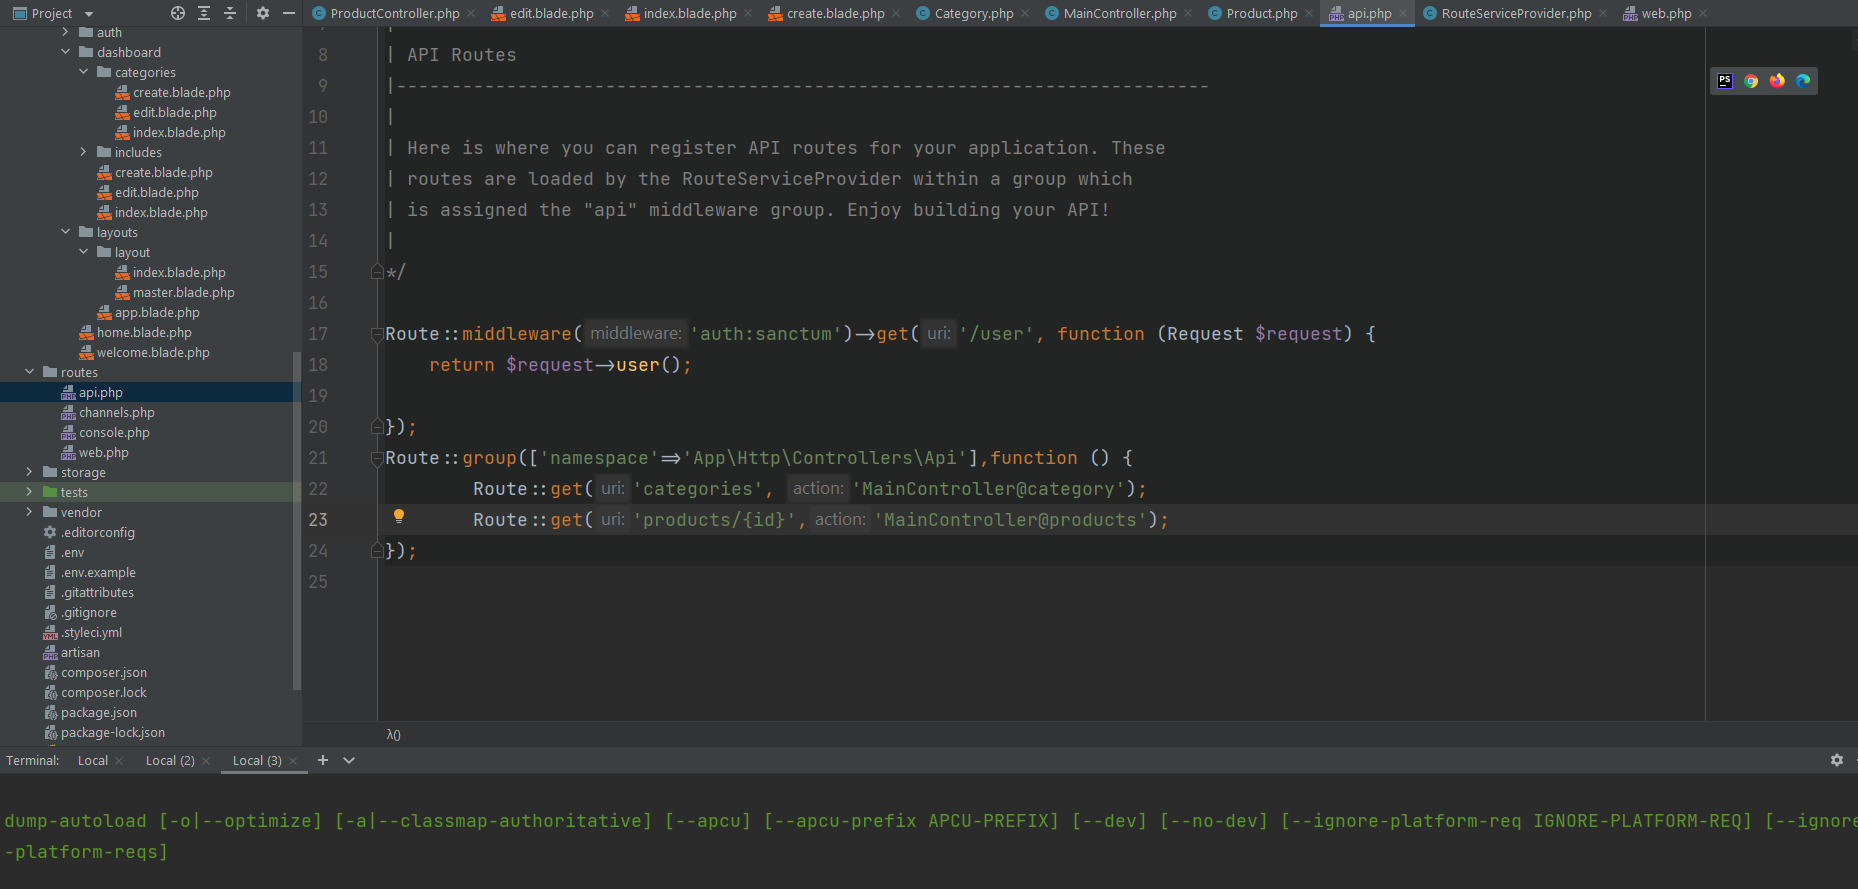 Project
ProductController.php
edit.blade.php
index.blade.php
create.blade.php
Category.php
MainController.php
Product.php
api.php
RouteServiceProvider.php
web.php
auth
dashboard
categories
create.blade.php
edit.blade.php
index.blade.php
includes
create.blade.php
edit.blade.php
index.blade.php
layouts
layout
index.blade.php
master.blade.php
app.blade.php
home.blade.php
welcome.blade.php
routes
api.php
channels.php
console.php
web.php
storage
tests
vendor
.editorconfig
.env
.env.example
.gitattributes
.gitignore
.styleci.yml
artisan
composer.json
composer.lock
package.json
package-lock.json
8 | API Routes
9 |--------------------------------------------------------------------------
10 |
11 | Here is where you can register API routes for your application. These
12 | routes are loaded by the RouteServiceProvider within a group which
13 | is assigned the "api" middleware group. Enjoy building your API!
14 |
15 */
16
17 Route::middleware( middleware: 'auth:sanctum')->get( uri: '/user', function (Request $request) {
18 return $request->user();
19
20 });
21 Route::group(['namespace'=>'App\Http\Controllers\Api'],function () {
22 Route::get( uri: 'categories', action: 'MainController@category');
23 Route::get( uri: 'products/{id}', action: 'MainController@products');
24 });
25
PS
λ()
Terminal: Local Local (2) Local (3)
dump-autoload [-o|--optimize] [-a|--classmap-authoritative] [--apcu] [--apcu-prefix APCU-PREFIX] [--dev] [--no-dev] [--ignore-platform-req IGNORE-PLATFORM-REQ] [--ignore
-platform-reqs]